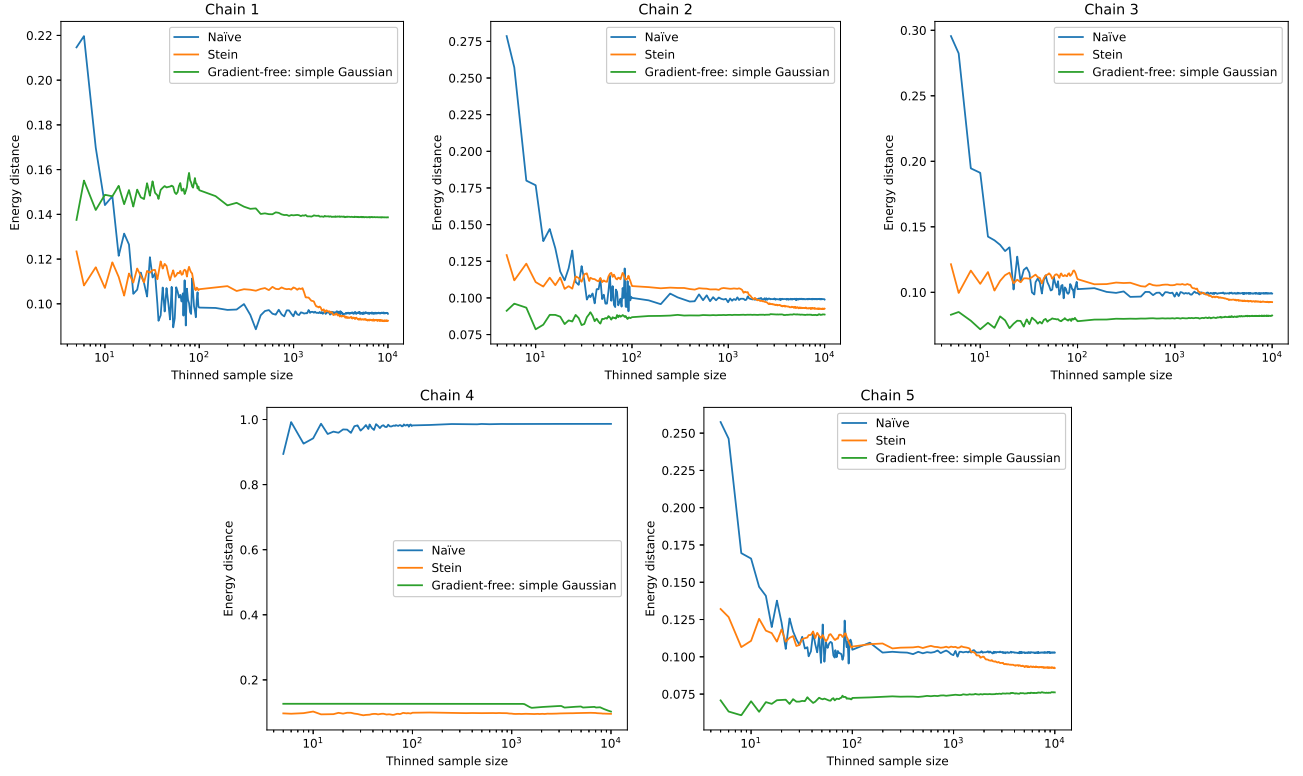 Chain 1
Energy distance
0.22
0.20
0.18
0.16
0.14
0.12
0.10
Naïve
Stein
Gradient-free: simple Gaussian
10¹ 10² 10³ 10⁴
Thinned sample size
Chain 2
Energy distance
0.275
0.250
0.225
0.200
0.175
0.150
0.125
0.100
0.075
Naïve
Stein
Gradient-free: simple Gaussian
10¹ 10² 10³ 10⁴
Thinned sample size
Chain 3
Energy distance
0.30
0.25
0.20
0.15
0.10
Naïve
Stein
Gradient-free: simple Gaussian
10¹ 10² 10³ 10⁴
Thinned sample size
Chain 4
Energy distance
1.0
0.8
0.6
0.4
0.2
Naïve
Stein
Gradient-free: simple Gaussian
10¹ 10² 10³ 10⁴
Thinned sample size
Chain 5
Energy distance
0.250
0.225
0.200
0.175
0.150
0.125
0.100
0.075
Naïve
Stein
Gradient-free: simple Gaussian
10¹ 10² 10³ 10⁴
Thinned sample size